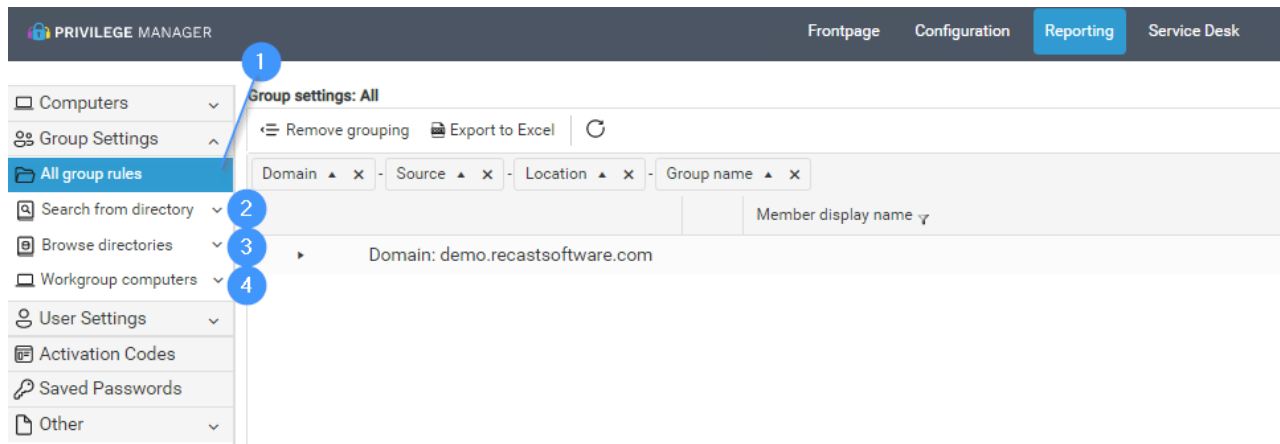 PRIVILEGE MANAGER
Frontpage Configuration Reporting Service Desk
1
Computers
Group Settings
All group rules
Search from directory 2
Browse directories 3
Workgroup computers 4
User Settings
Activation Codes
Saved Passwords
Other
Group settings: All
Remove grouping Export to Excel
Domain - Source - Location - Group name
Member display name
Domain: demo.recastsoftware.com